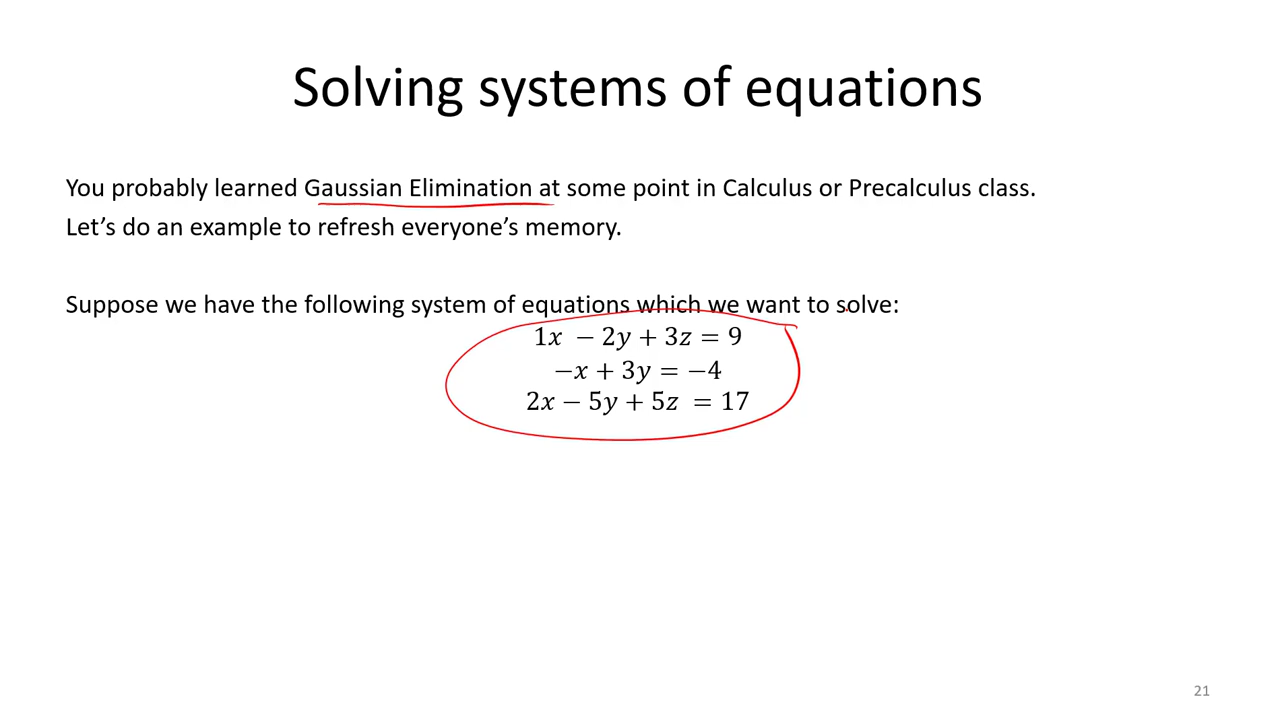 Solving systems of equations
You probably learned Gaussian Elimination at some point in Calculus or Precalculus class.
Let’s do an example to refresh everyone’s memory.
Suppose we have the following system of equations which we want to solve:
1𝑥 − 2𝑦 + 3𝑧 = 9
−𝑥 + 3𝑦 = −4
2𝑥 − 5𝑦 + 5𝑧 = 17
21